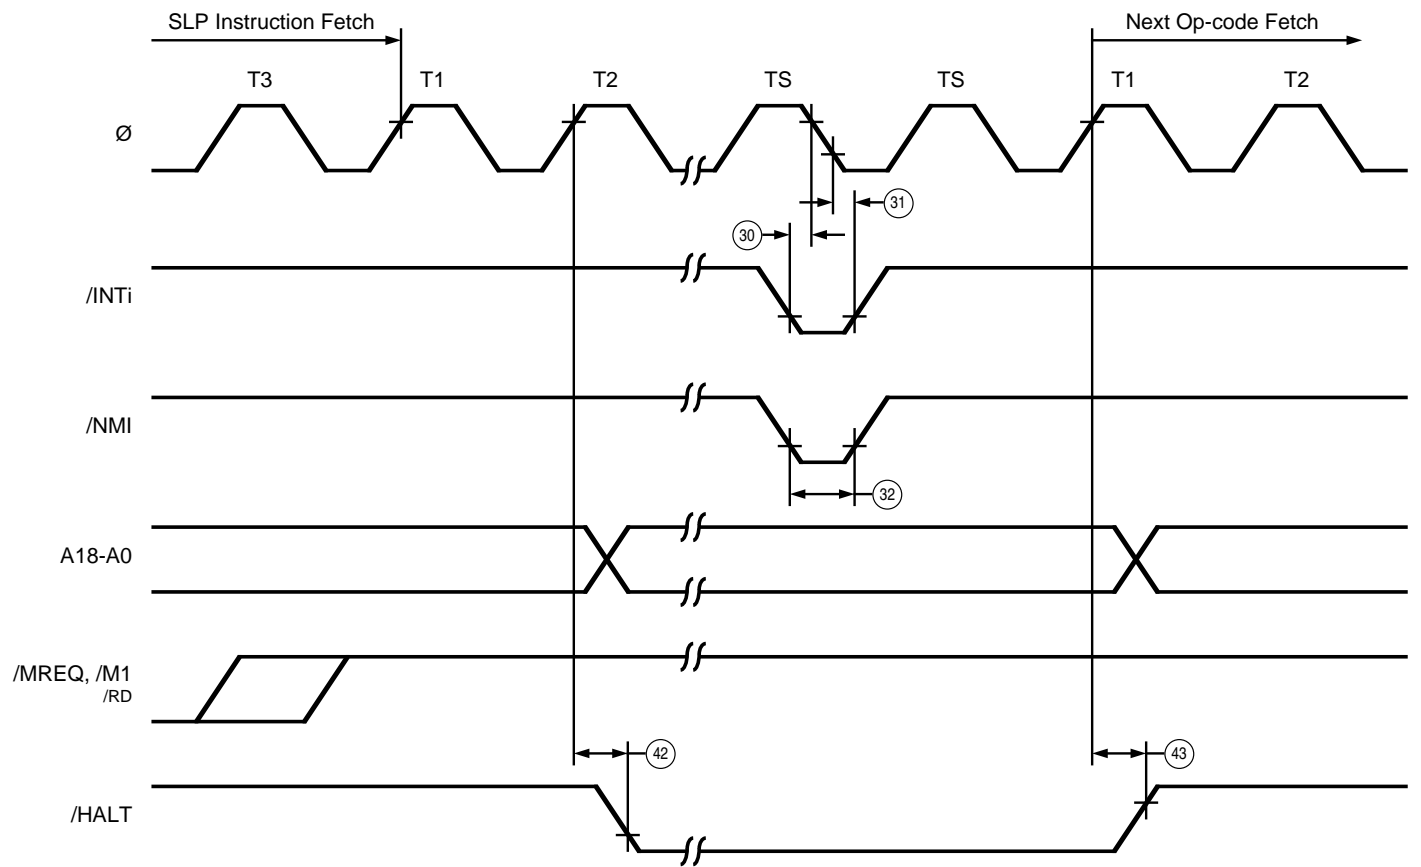 SLP Instruction Fetch
Next Op-code Fetch
T3
T1
T2
TS
TS
T1
T2
Ø
31
30
/INTi
/NMI
32
A18-A0
/MREQ, /M1
/RD
42
43
/HALT